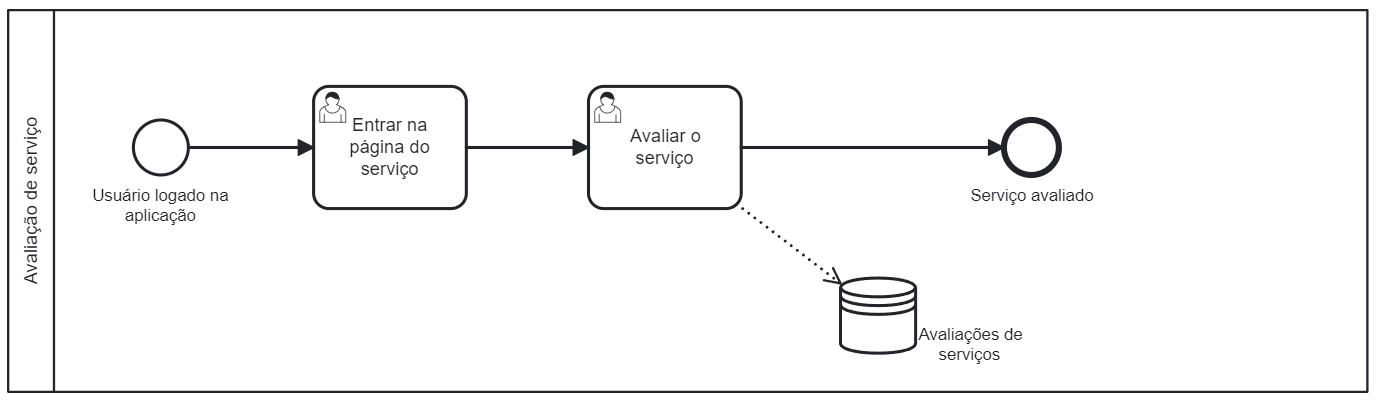 Avaliação de serviço
Usuário logado na
aplicação
Entrar na
página do
serviço
Avaliar o
serviço
Serviço avaliado
Avaliações de
serviços